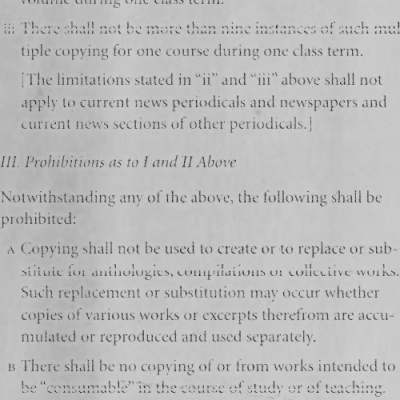 volume during one class term.
iii There shall not be more than nine instances of such mul-
tiple copying for one course during one class term.
[The limitations stated in “ii” and “iii” above shall not
apply to current news periodicals and newspapers and
current news sections of other periodicals.]
III. Prohibitions as to I and II Above
Notwithstanding any of the above, the following shall be
prohibited:
A Copying shall not be used to create or to replace or sub-
stitute for anthologies, compilations or collective works.
Such replacement or substitution may occur whether
copies of various works or excerpts therefrom are accu-
mulated or reproduced and used separately.
B There shall be no copying of or from works intended to
be “consumable” in the course of study or of teaching.